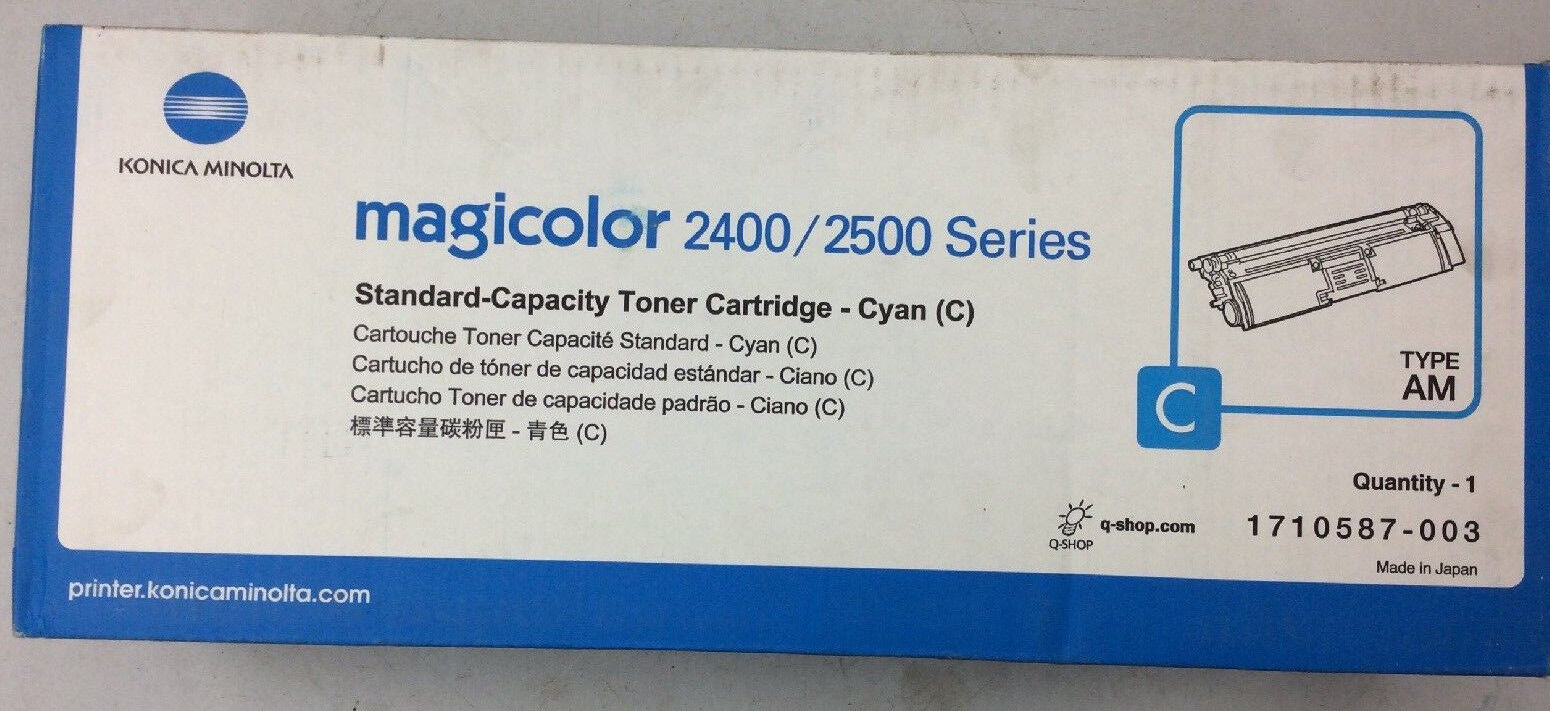 KONICA MINOLTA
magicolor 2400/2500 Series
Standard-Capacity Toner Cartridge - Cyan (C)
Cartouche Toner Capacité Standard - Cyan (C)
Cartucho de tóner de capacidad estándar - Ciano (C)
Cartucho Toner de capacidade padrão - Ciano (C)
標準容量碳粉匣 - 青色 (C)
TYPE
AM
C
Quantity - 1
Q-SHOP
q-shop.com
1710587-003
Made in Japan
printer.konicaminolta.com